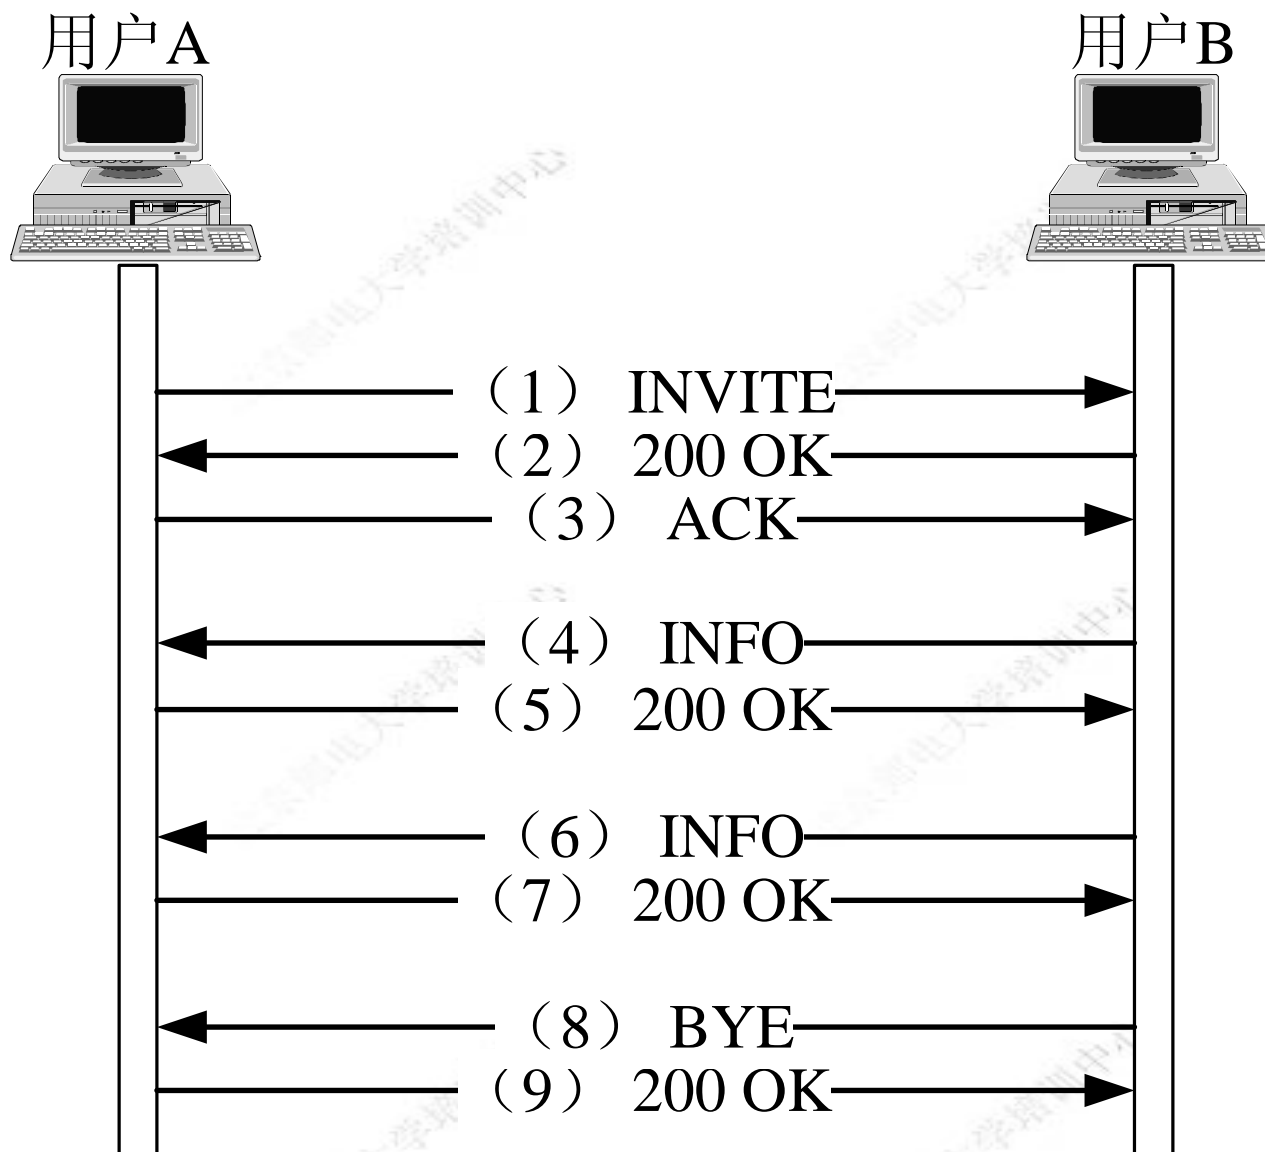 用户A
用户B
（1） INVITE
（2） 200 OK
（3） ACK
（4） INFO
（5） 200 OK
（6） INFO
（7） 200 OK
（8） BYE
（9） 200 OK